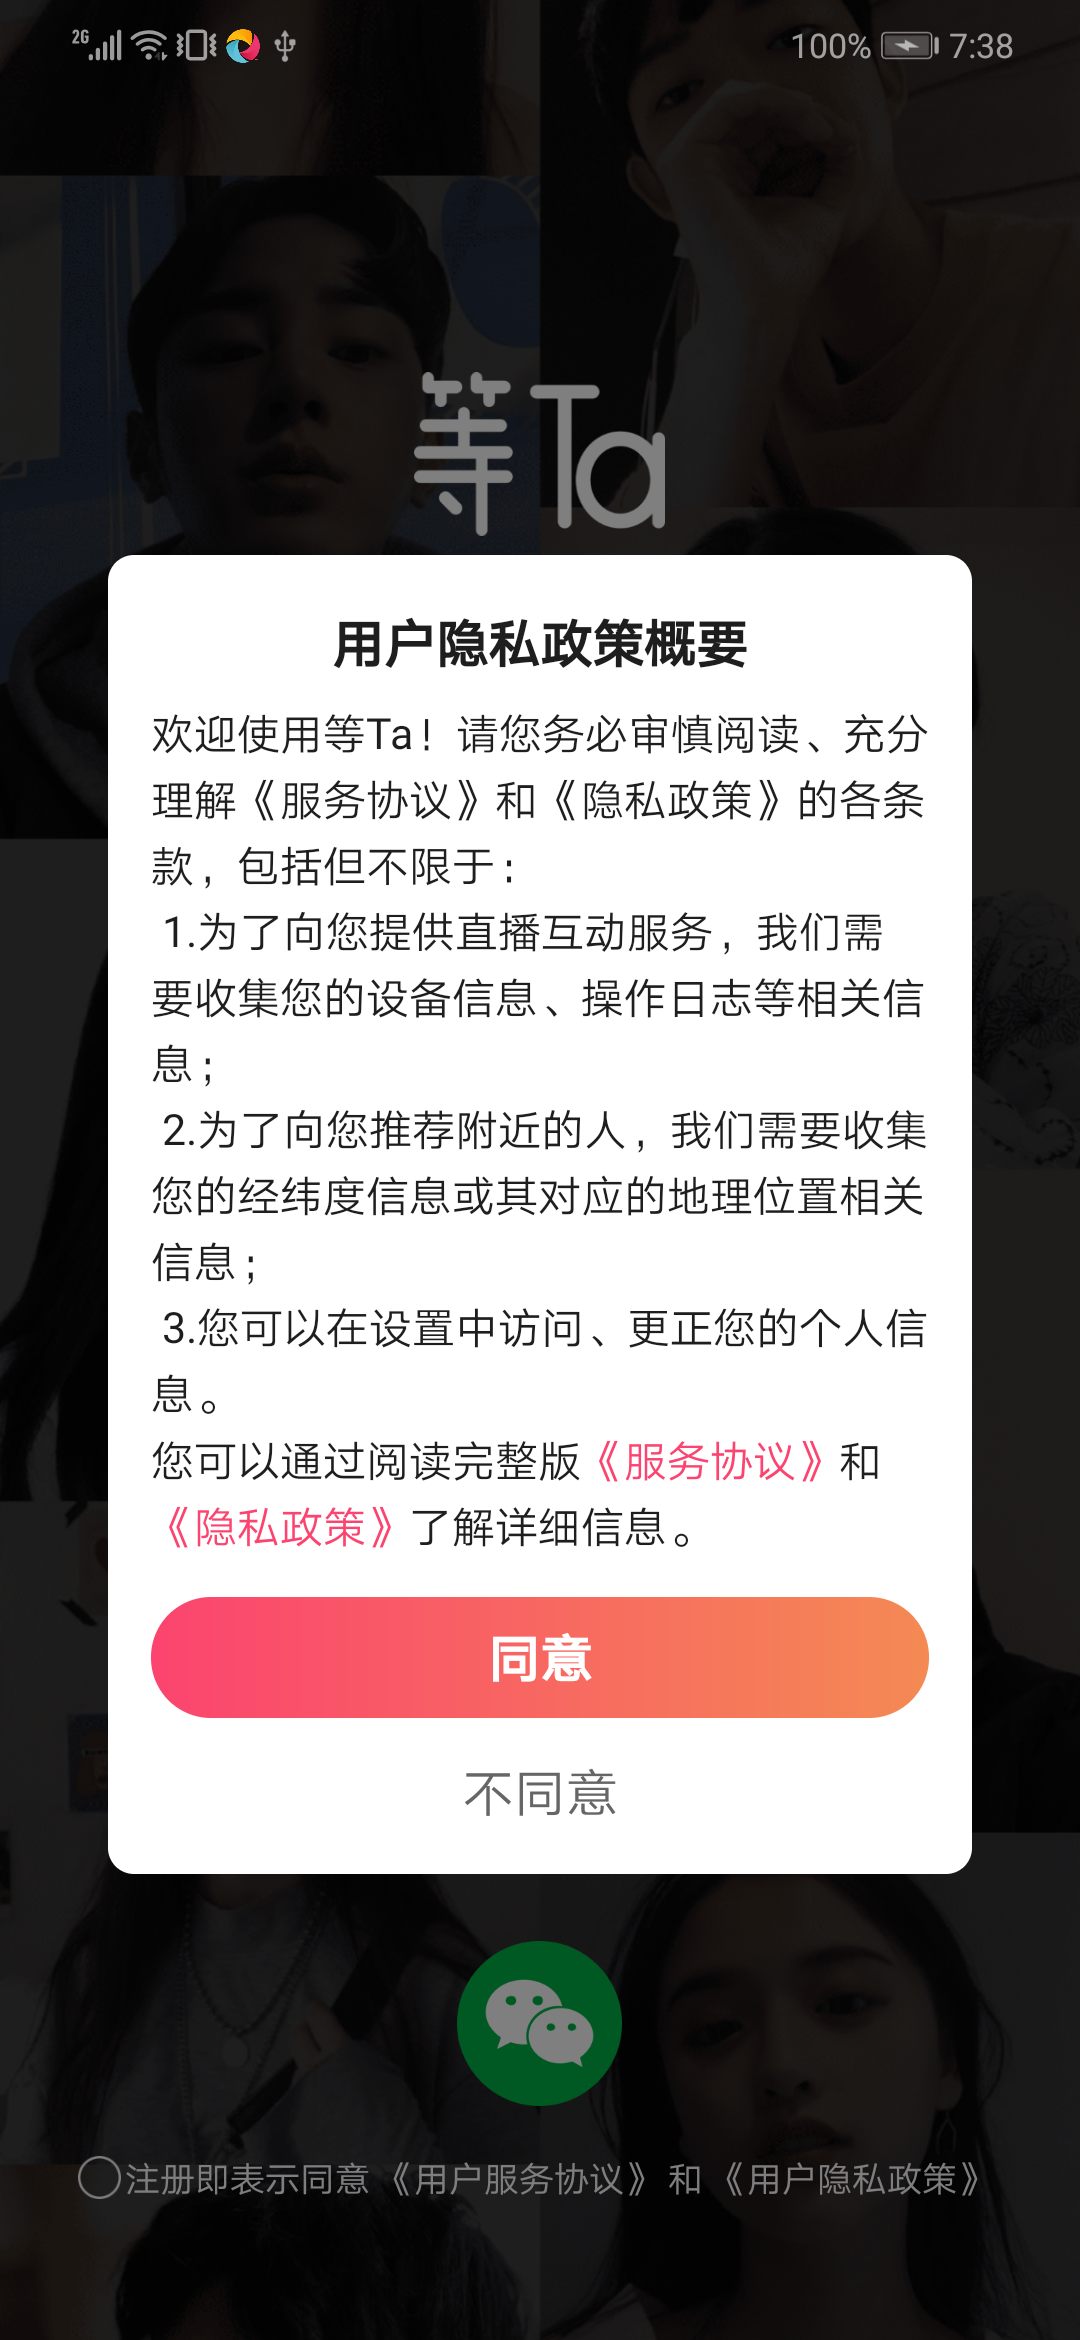 2G
100%
7:38
等Ta
用户隐私政策概要
欢迎使用等Ta！请您务必审慎阅读、充分
理解《服务协议》和《隐私政策》的各条
款，包括但不限于：
1.为了向您提供直播互动服务，我们需
要收集您的设备信息、操作日志等相关信
息；
2.为了向您推荐附近的人，我们需要收集
您的经纬度信息或其对应的地理位置相关
信息；
3.您可以在设置中访问、更正您的个人信
息。
您可以通过阅读完整版《服务协议》和
《隐私政策》了解详细信息。
同意
不同意
注册即表示同意《用户服务协议》和《用户隐私政策》